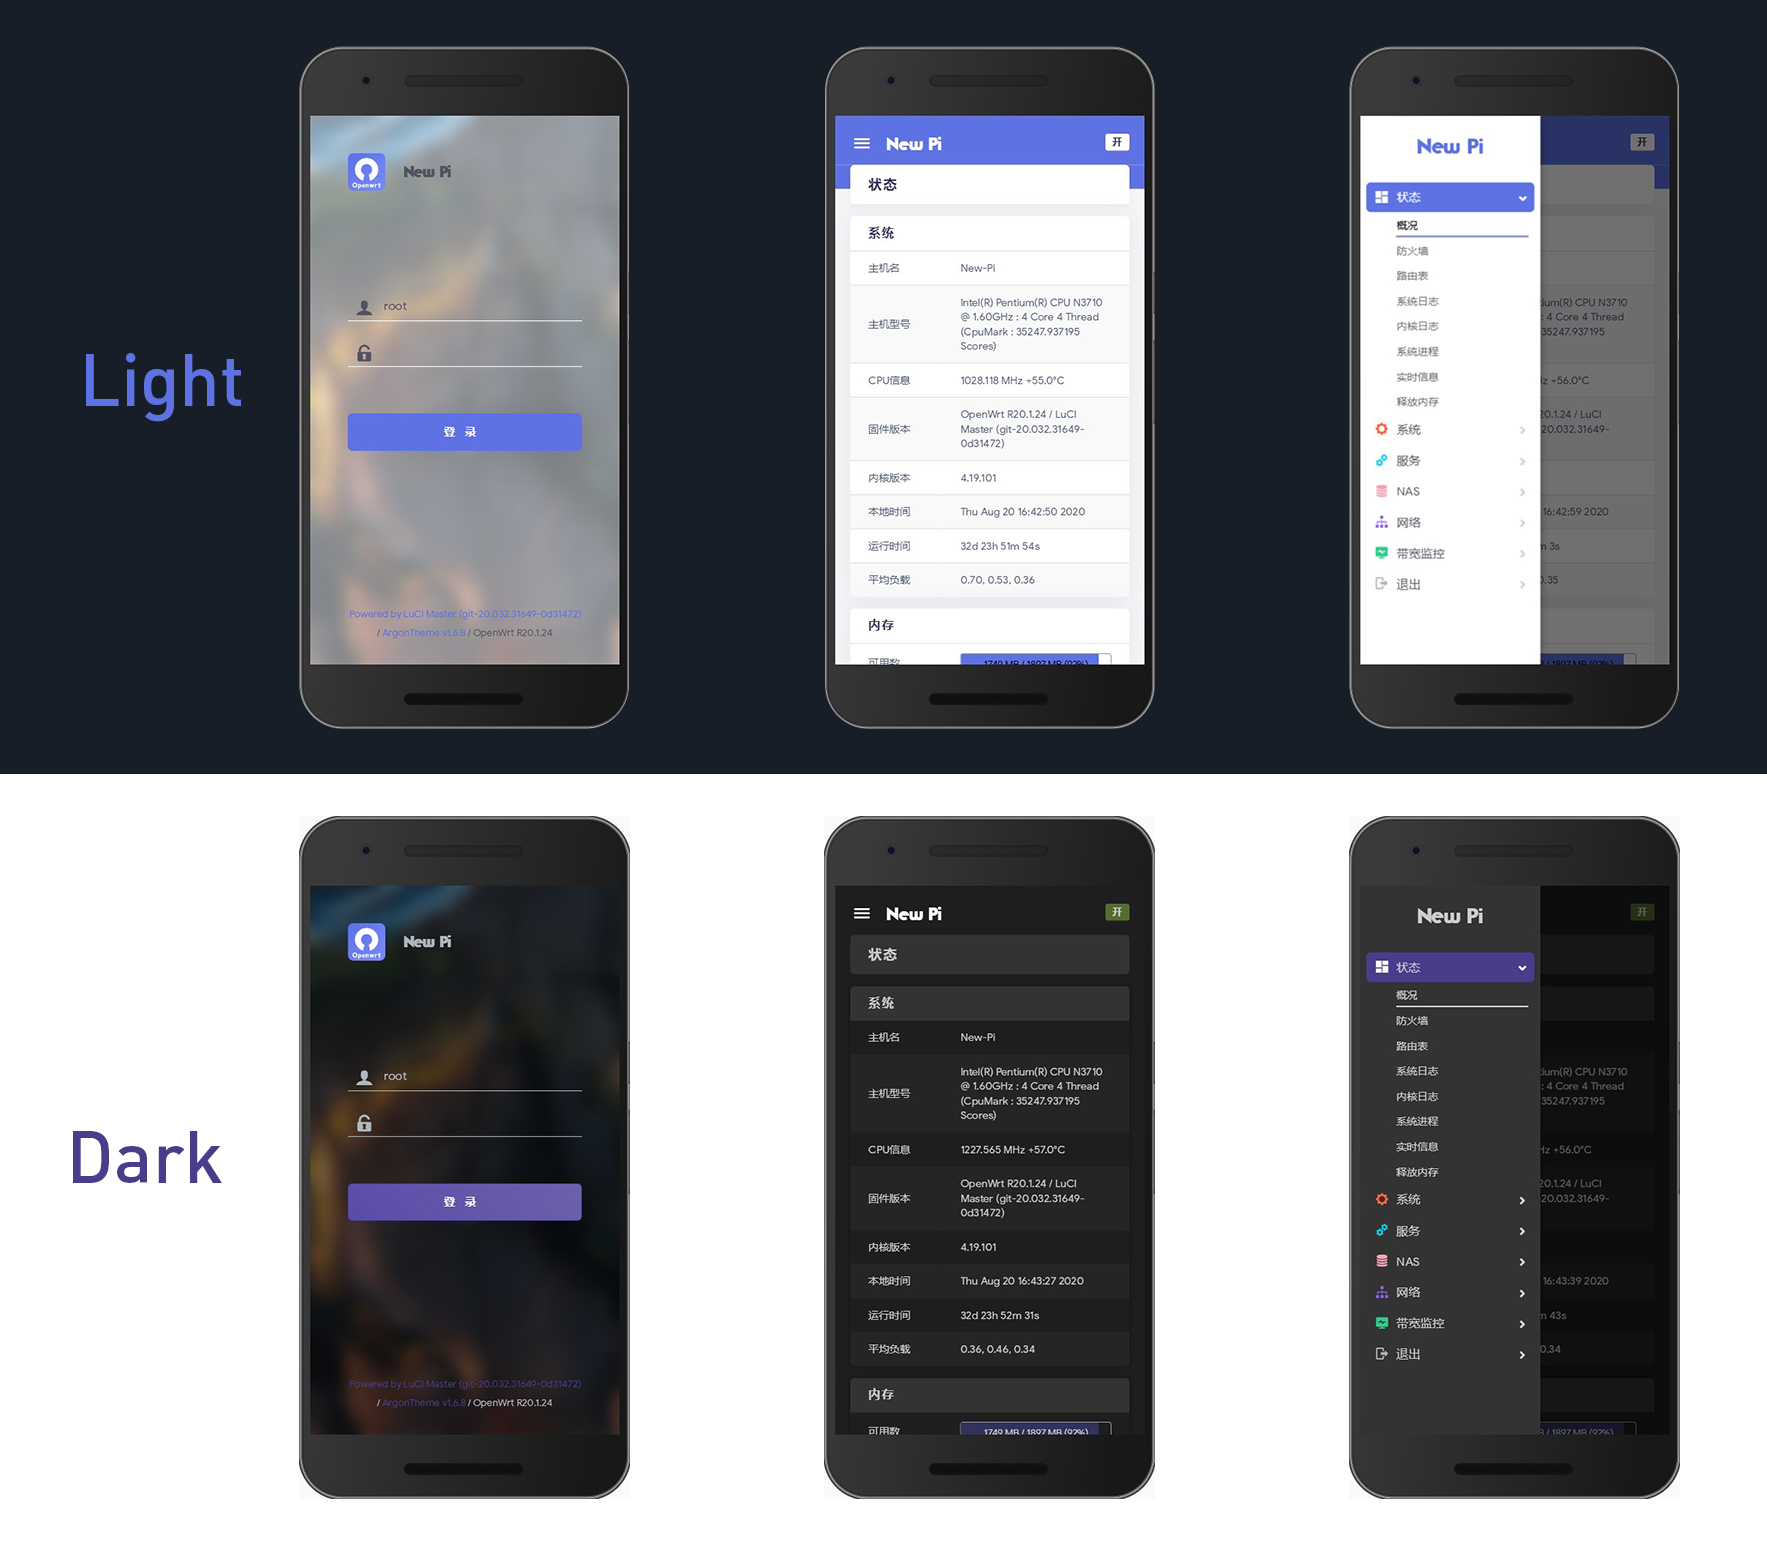 Light
Openwrt
New Pi
root
登 录
Powered by LuCI Master (git-20.032.31649-0d31472)
/ ArgonTheme v1.6.8 / OpenWrt R20.1.24
New Pi
开
状态
系统
主机名 New-Pi
主机型号
Intel(R) Pentium(R) CPU N3710
@ 1.60GHz : 4 Core 4 Thread
(CpuMark : 35247.937195
Scores)
CPU信息 1028.118 MHz +55.0°C
固件版本
OpenWrt R20.1.24 / LuCI
Master (git-20.032.31649-
0d31472)
内核版本 4.19.101
本地时间 Thu Aug 20 16:42:50 2020
运行时间 32d 23h 51m 54s
平均负载 0.70, 0.53, 0.36
内存
可用数 1749 MB / 1897 MB (92%)
New Pi
开
状态
概况
防火墙
路由表
系统日志
内核日志
系统进程
实时信息
释放内存
系统
服务
NAS
网络
带宽监控
退出
ium(R) CPU N3710
: 4 Core 4 Thread
35247.937195
Hz +56.0°C
20.1.24 / LuCI
20.032.31649-
16:42:59 2020
m 3s
0.35
/ 1897 MB (92%)
Dark
Openwrt
New Pi
root
登 录
Powered by LuCI Master (git-20.032.31649-0d31472)
/ ArgonTheme v1.6.8 / OpenWrt R20.1.24
New Pi
开
状态
系统
主机名 New-Pi
主机型号
Intel(R) Pentium(R) CPU N3710
@ 1.60GHz : 4 Core 4 Thread
(CpuMark : 35247.937195
Scores)
CPU信息 1227.565 MHz +57.0°C
固件版本
OpenWrt R20.1.24 / LuCI
Master (git-20.032.31649-
0d31472)
内核版本 4.19.101
本地时间 Thu Aug 20 16:43:27 2020
运行时间 32d 23h 52m 31s
平均负载 0.36, 0.46, 0.34
内存
可用数 1749 MB / 1897 MB (92%)
New Pi
开
状态
概况
防火墙
路由表
系统日志
内核日志
系统进程
实时信息
释放内存
系统
服务
NAS
网络
带宽监控
退出
ium(R) CPU N3710
: 4 Core 4 Thread
35247.937195
Hz +56.0°C
20.1.24 / LuCI
20.032.31649-
16:43:39 2020
m 43s
0.34
/ 1897 MB (92%)